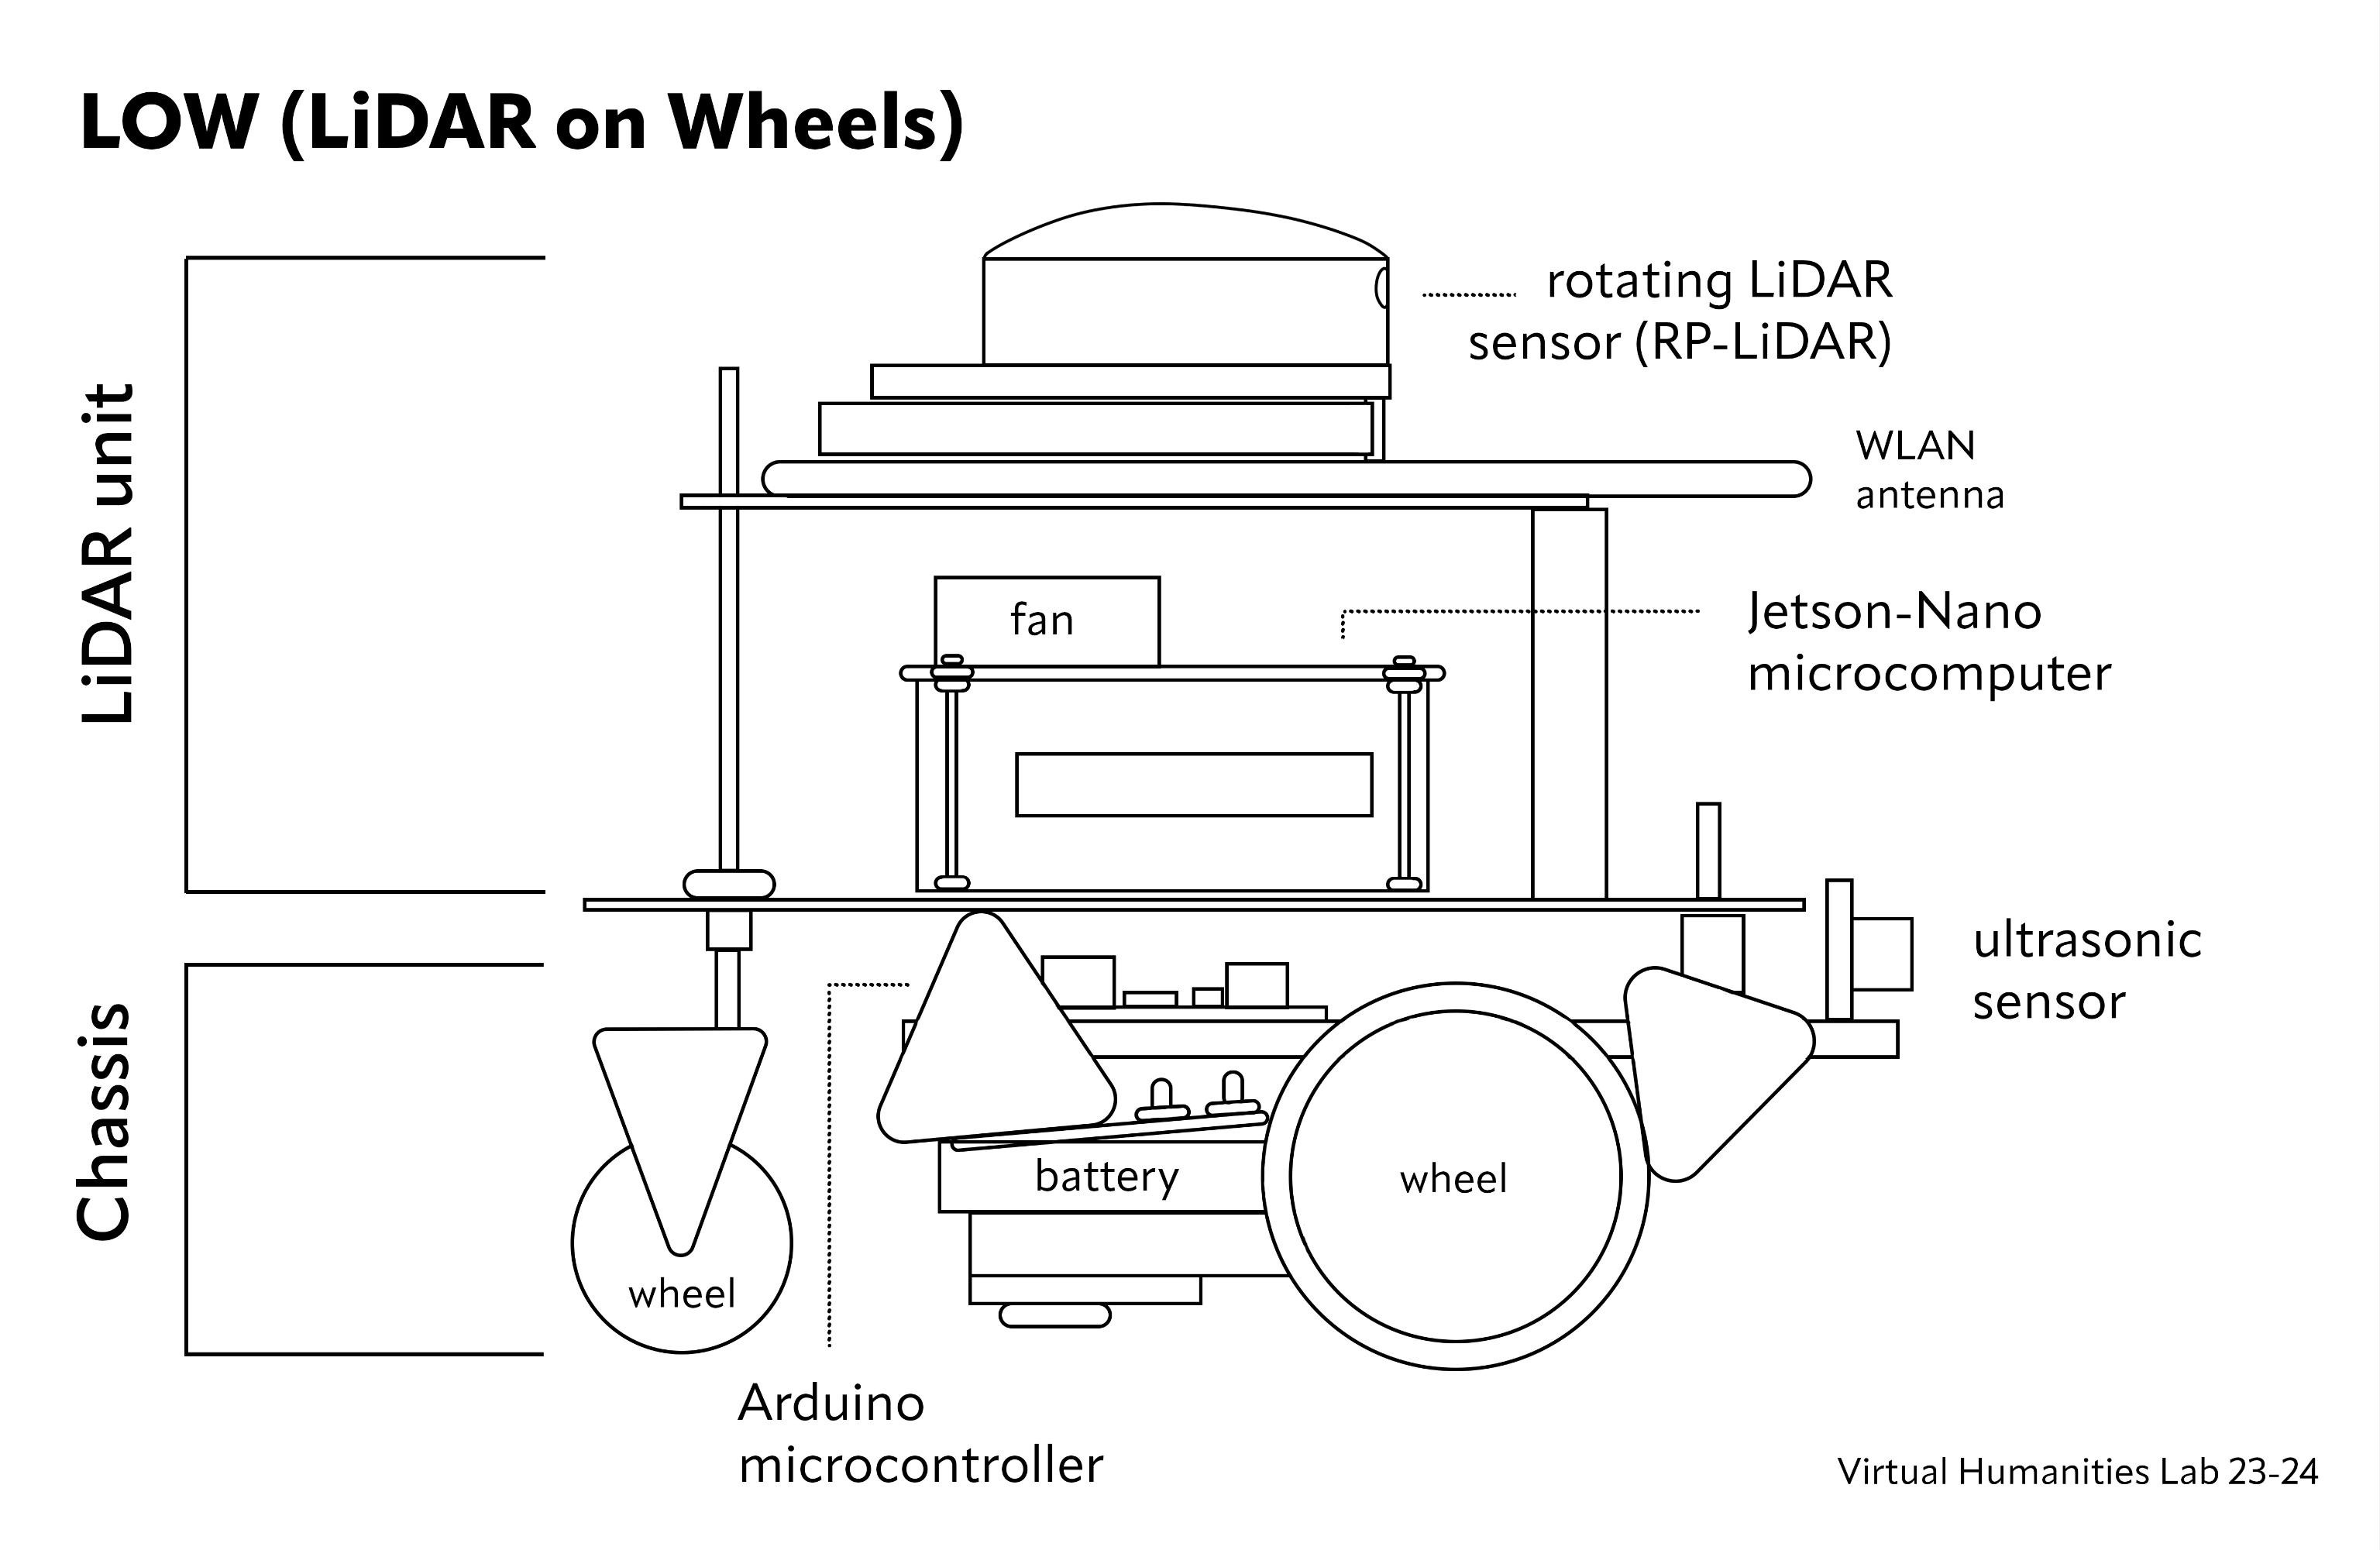 LOW (LiDAR on Wheels)
LiDAR unit
rotating LiDAR
sensor (RP-LiDAR)
WLAN
antenna
fan
Jetson-Nano
microcomputer
Chassis
ultrasonic
sensor
battery
wheel
wheel
Arduino
microcontroller
Virtual Humanities Lab 23-24